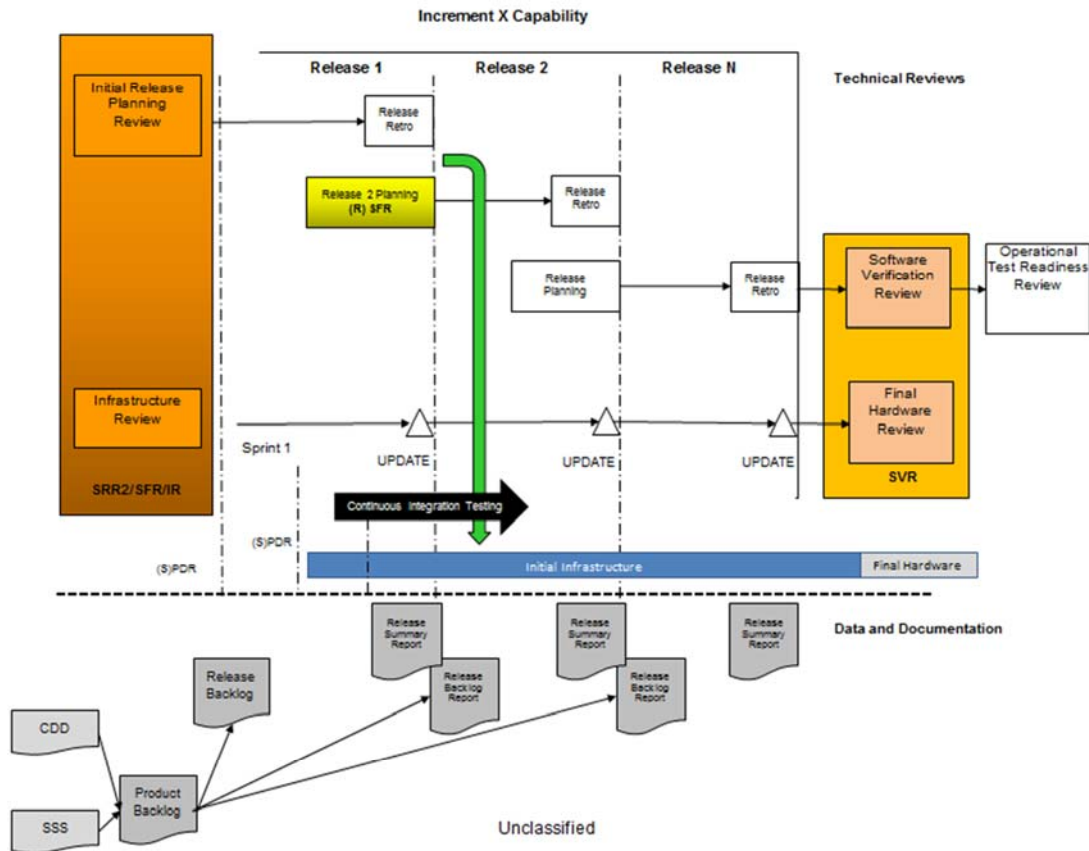 Increment X Capability
Release 1
Release 2
Release N
Technical Reviews
Initial Release
Planning
Review
Release
Retro
Release 2 Planning
(R) SFR
Release
Retro
Release
Planning
Release
Retro
Software
Verification
Review
Operational
Test Readiness
Review
Infrastructure
Review
Final
Hardware
Review
Sprint 1
UPDATE
UPDATE
UPDATE
SRR2/SFR/IR
SVR
Continuous Integration Testing
(S)PDR
(S)PDR
Initial Infrastructure
Final Hardware
Data and Documentation
Release
Summary
Report
Release
Summary
Report
Release
Summary
Report
Release
Backlog
Release
Backlog
Report
Release
Backlog
Report
CDD
Product
Backlog
SSS
Unclassified